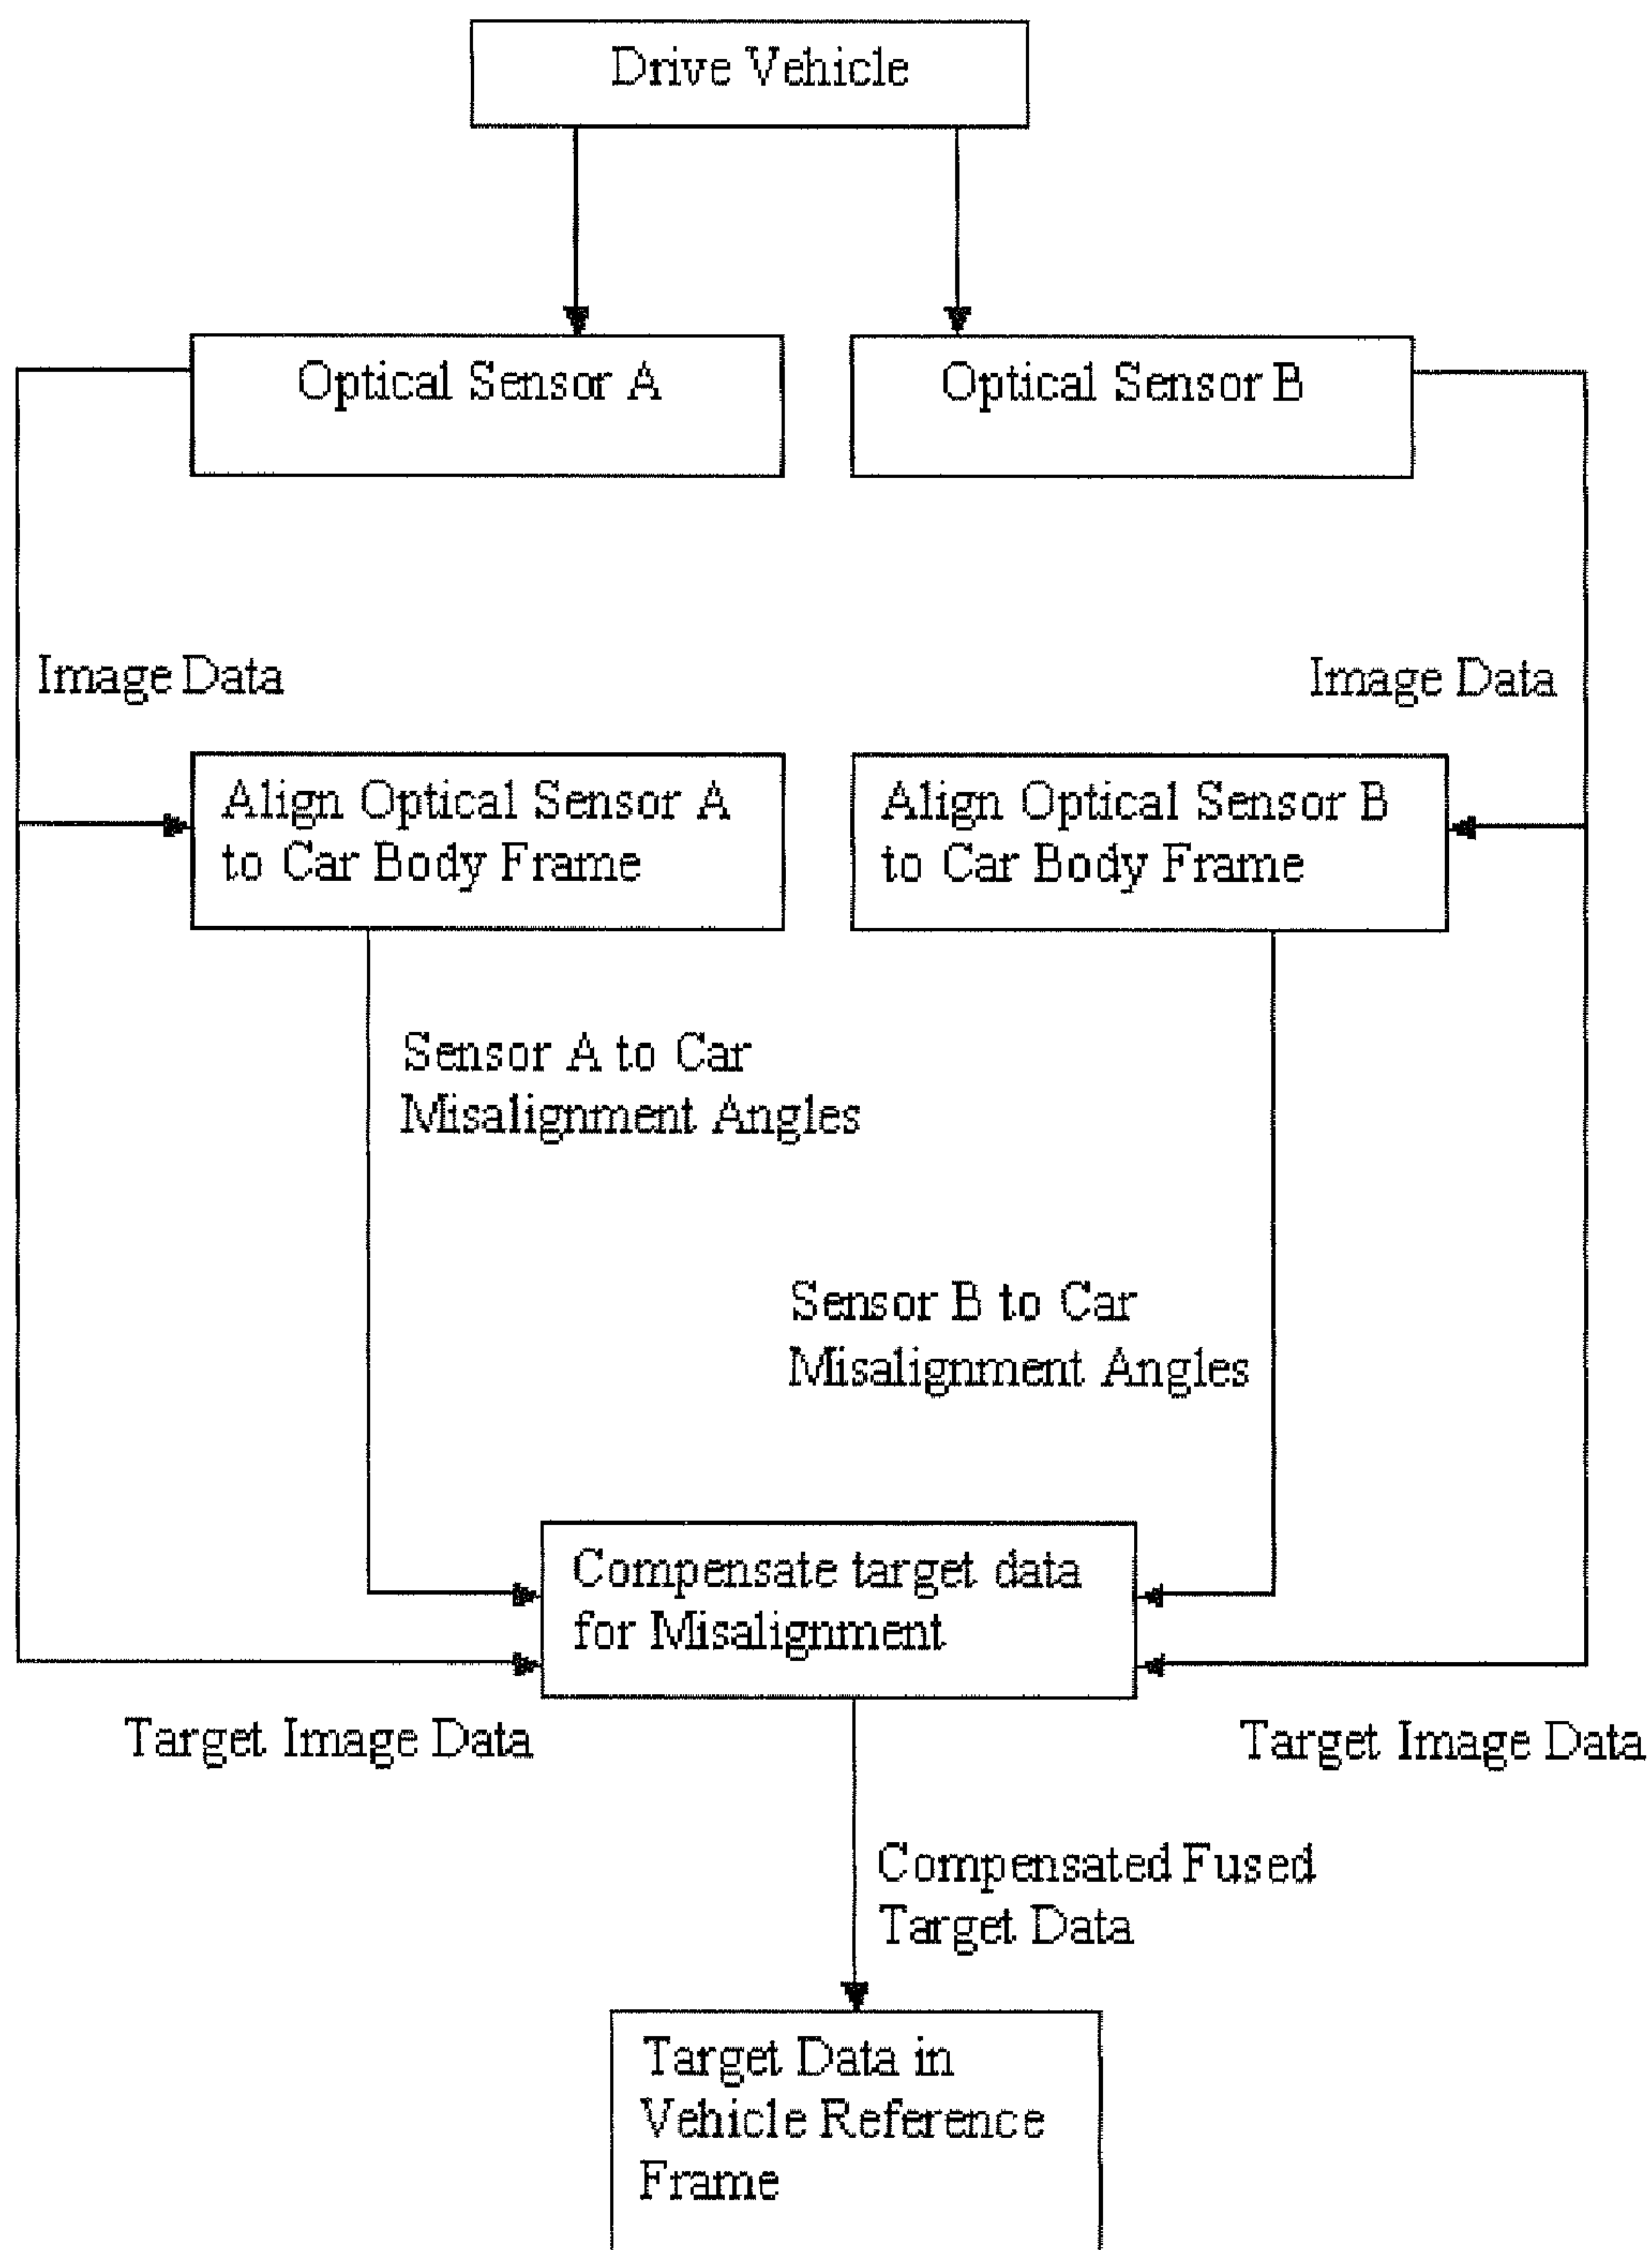 Drive Vehicle
Optical Sensor A
Optical Sensor B
Image Data
Image Data
Align Optical Sensor A
to Car Body Frame
Align Optical Sensor B
to Car Body Frame
Sensor A to Car
Misalignment Angles
Sensor B to Car
Misalignment Angles
Compensate target data
for Misalignment
Target Image Data
Target Image Data
Compensated Fused
Target Data
Target Data in
Vehicle Reference
Frame